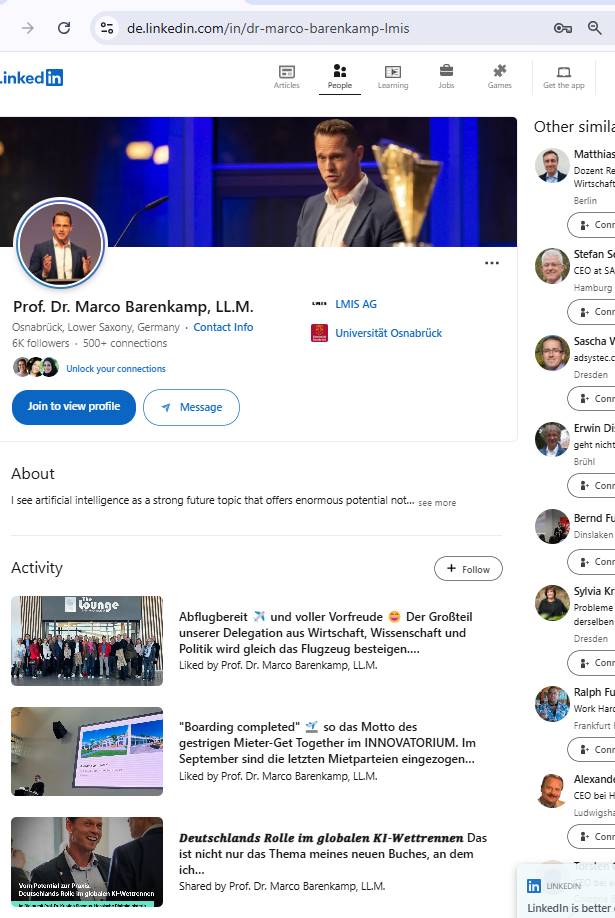 de.linkedin.com/in/dr-marco-barenkamp-lmis
Linked in
Articles
People
Learning
Jobs
Games
Get the app
Prof. Dr. Marco Barenkamp, LL.M.
Osnabrück, Lower Saxony, Germany · Contact Info
6K followers · 500+ connections
Unlock your connections
LMIS LMIS AG
Universität Osnabrück
Join to view profile
Message
About
I see artificial intelligence as a strong future topic that offers enormous potential not... see more
Activity
+ Follow
The Lounge
Abflugbereit ✈️ und voller Vorfreude 😄 Der Großteil
unserer Delegation aus Wirtschaft, Wissenschaft und
Politik wird gleich das Flugzeug besteigen....
Liked by Prof. Dr. Marco Barenkamp, LL.M.
"Boarding completed" 🛫 so das Motto des
gestrigen Mieter-Get Together im INNOVATORIUM. Im
September sind die letzten Mietparteien eingezogen...
Liked by Prof. Dr. Marco Barenkamp, LL.M.
Vom Potential zur Praxis:
Deutschlands Rolle im globalen KI-Wettrennen
𝑫𝒆𝒖𝒕𝒔𝒄𝒉𝒍𝒂𝒏𝒅𝒔 𝑹𝒐𝒍𝒍𝒆 𝒊𝒎 𝒈𝒍𝒐𝒃𝒂𝒍𝒆𝒏 𝑲𝑰-𝑾𝒆𝒕𝒕𝒓𝒆𝒏𝒏𝒆𝒏 Das
ist nicht nur das Thema meines neuen Buches, an dem
ich...
Shared by Prof. Dr. Marco Barenkamp, LL.M.
Other simila
Matthias
Dozent Re
Wirtschaft
Berlin
Conn
Stefan S
CEO at SA
Hamburg
Conn
Sascha W
adsystec.c
Dresden
Conn
Erwin Di
geht nicht
Brühl
Conn
Bernd Fu
Dinslaken
Conn
Sylvia Kr
Probleme
derselben
Dresden
Conn
Ralph Fu
Work Hard
Frankfurt
Conn
Alexande
CEO bei H
Ludwigsha
Conn
Torsten
LINKEDIN
LinkedIn is better